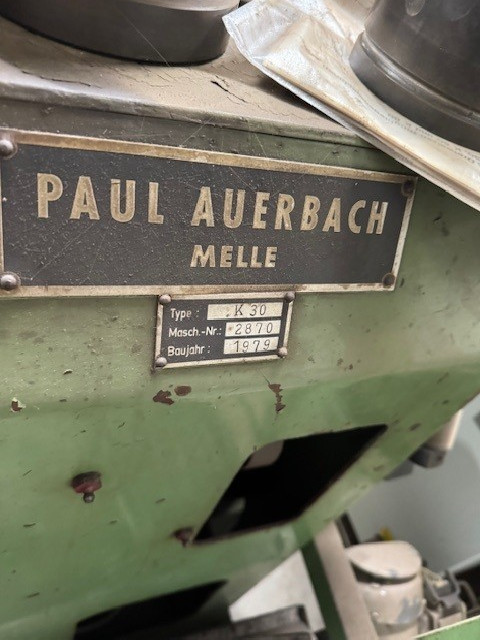 PAUL AUERBACH
MELLE
Type: K 30
Masch.-Nr.: 2870
Baujahr: 1979